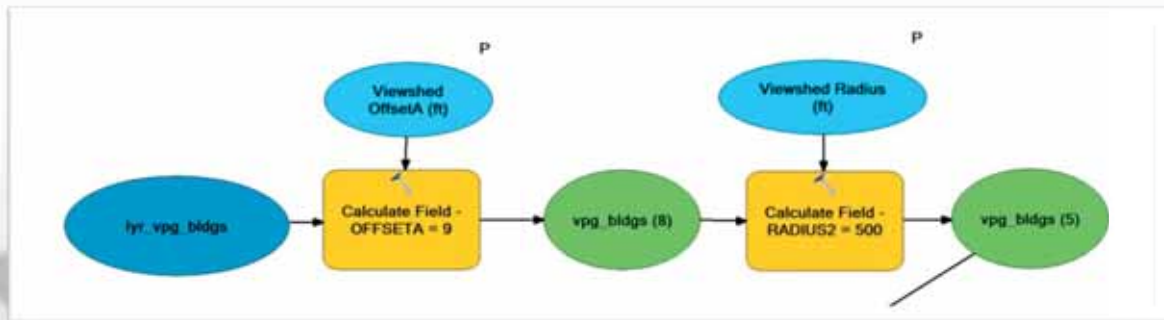 P
P
Viewshed
OffsetA (ft)
Viewshed Radius
(ft)
lyr_vpg_bldgs
Calculate Field -
OFFSETA = 9
vpg_bldgs (8)
Calculate Field -
RADIUS2 = 500
vpg_bldgs (5)